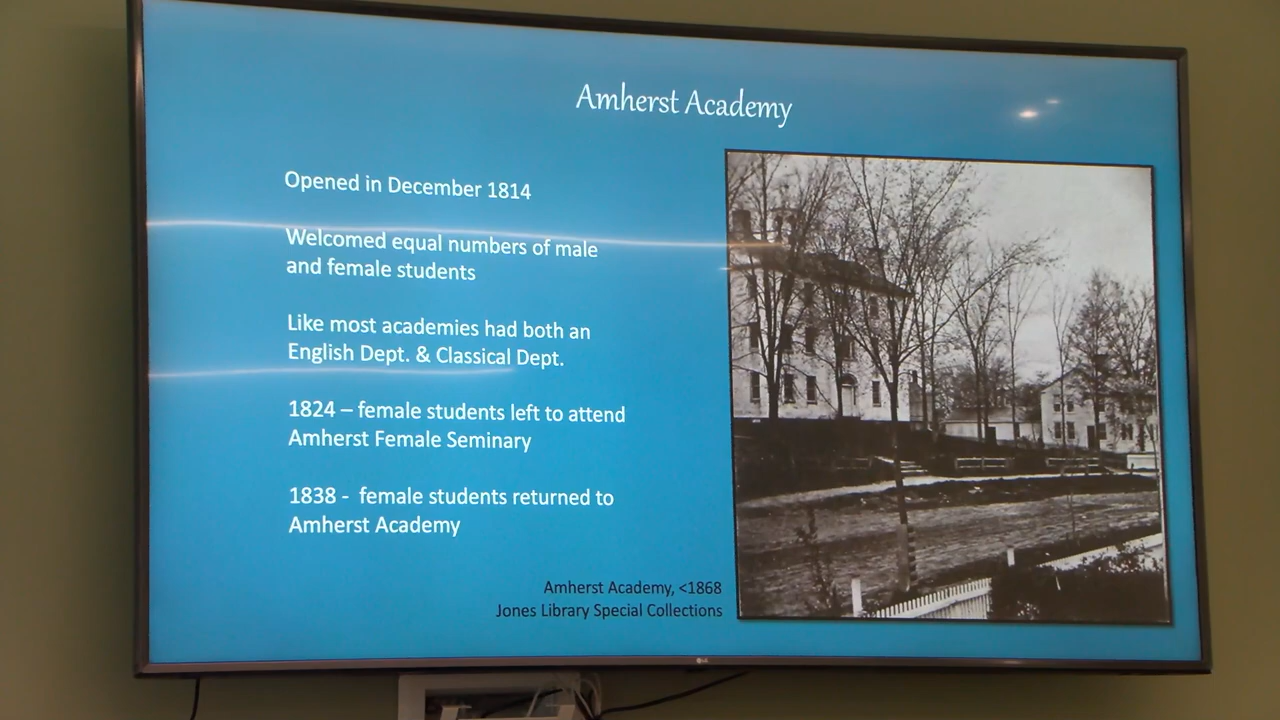 Amherst Academy
Opened in December 1814
Welcomed equal numbers of male
and female students
Like most academies had both an
English Dept. & Classical Dept.
1824 – female students left to attend
Amherst Female Seminary
1838 - female students returned to
Amherst Academy
Amherst Academy, <1868
Jones Library Special Collections
LG